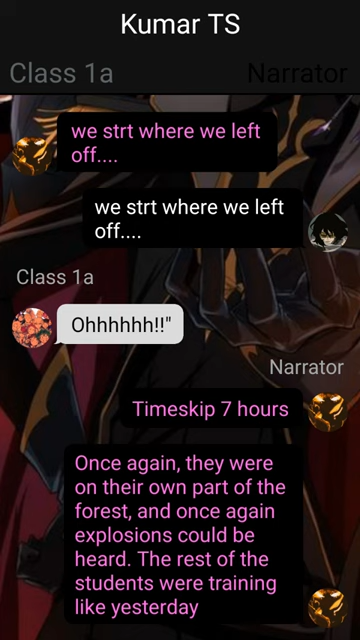 Kumar TS
Class 1a
Narrator
we strt where we left
off....
we strt where we left
off....
Class 1a
Ohhhhhh!!"
Narrator
Timeskip 7 hours
Once again, they were
on their own part of the
forest, and once again
explosions could be
heard. The rest of the
students were training
like yesterday